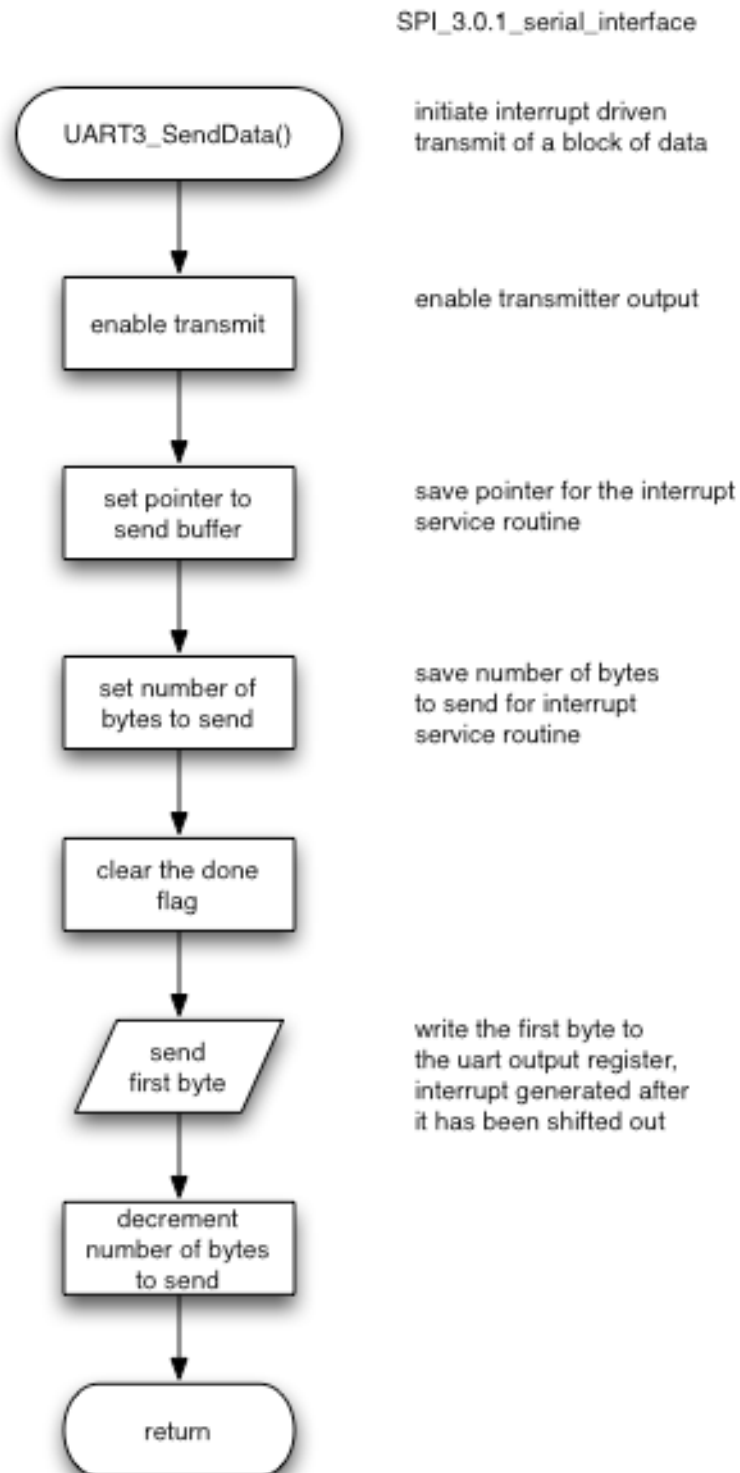 SPI_3.0.1_serial_interface
UART3_SendData()
initiate interrupt driven
transmit of a block of data
enable transmit
enable transmitter output
set pointer to
send buffer
save pointer for the interrupt
service routine
set number of
bytes to send
save number of bytes
to send for interrupt
service routine
clear the done
flag
send
first byte
write the first byte to
the uart output register,
interrupt generated after
it has been shifted out
decrement
number of bytes
to send
return